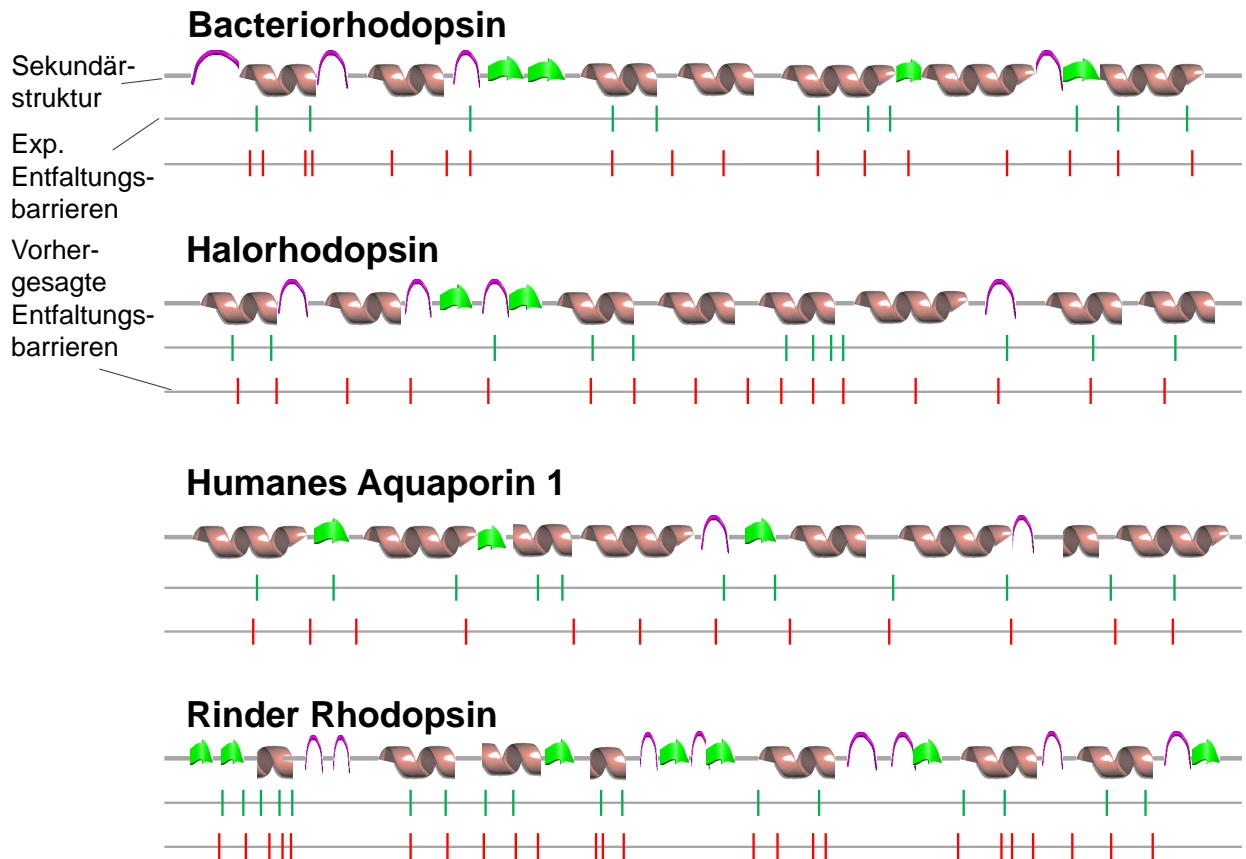 Bacteriorhodopsin
Sekundär-
struktur
Exp.
Entfaltungs-
barrieren
Vorher-
gesagte
Entfaltungs-
barrieren
Halorhodopsin
Humanes Aquaporin 1
Rinder Rhodopsin